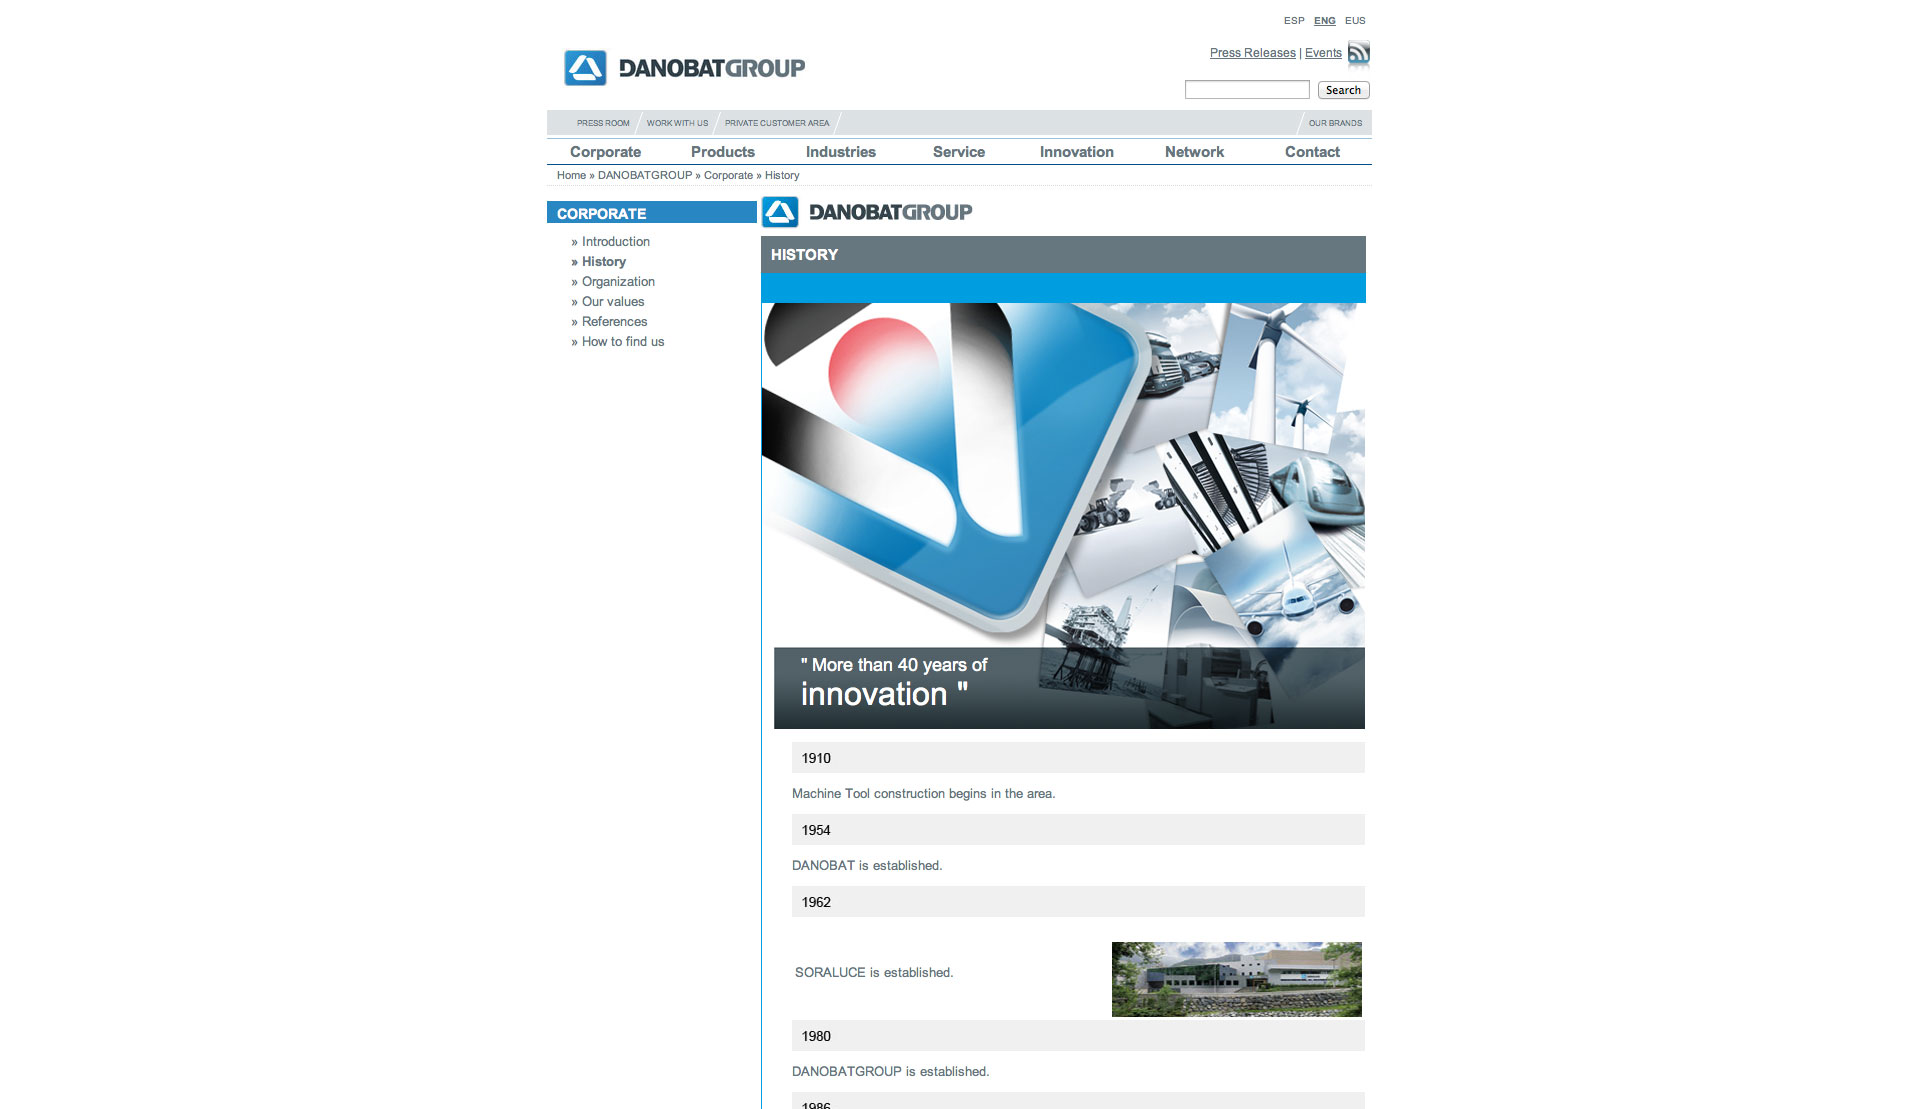 ESP ENG EUS
Press Releases | Events
DANOBATGROUP
Search
PRESS ROOM WORK WITH US PRIVATE CUSTOMER AREA OUR BRANDS
Corporate Products Industries Service Innovation Network Contact
Home » DANOBATGROUP » Corporate » History
CORPORATE
» Introduction
» History
» Organization
» Our values
» References
» How to find us
DANOBATGROUP
HISTORY
" More than 40 years of
innovation "
1910
Machine Tool construction begins in the area.
1954
DANOBAT is established.
1962
SORALUCE is established.
1980
DANOBATGROUP is established.
1986